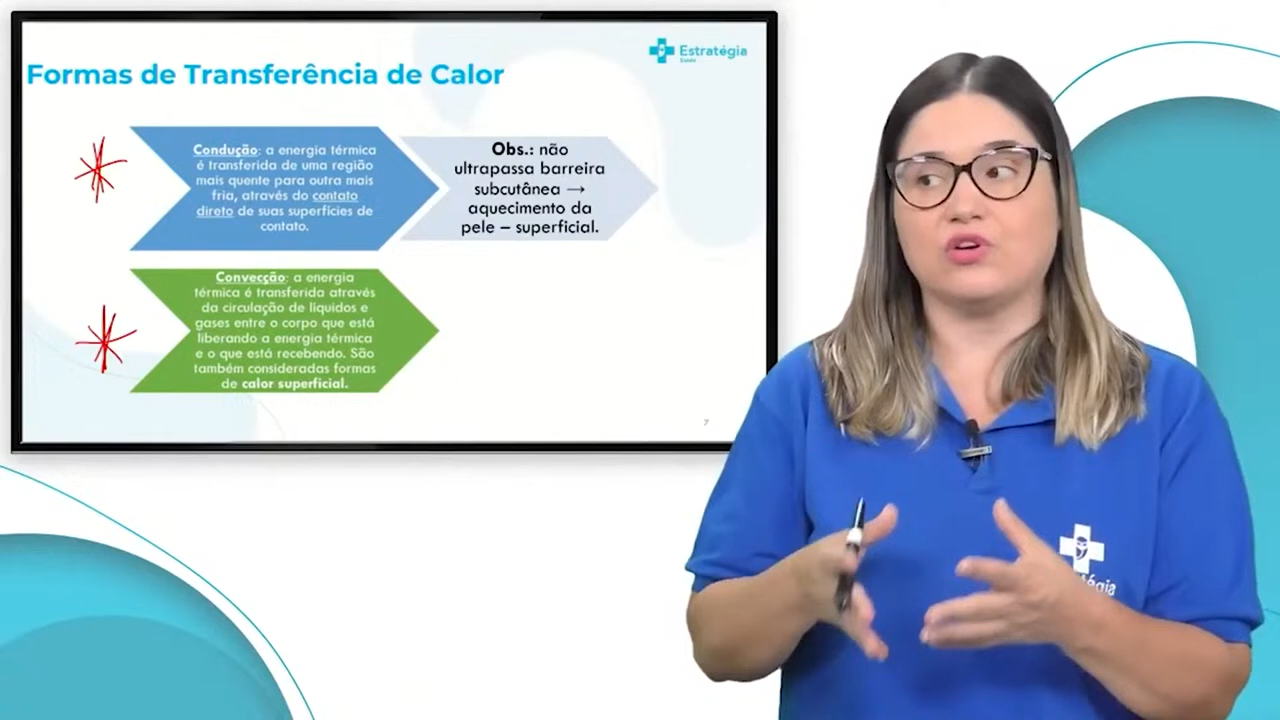 Estratégia
Saúde
Formas de Transferência de Calor
Condução: a energia térmica
é transferida de uma região
mais quente para outra mais
fria, através do contato
direto de suas superfícies de
contato.
Obs.: não
ultrapassa barreira
subcutânea →
aquecimento da
pele – superficial.
Convecção: a energia
térmica é transferida através
da circulação de líquidos e
gases entre o corpo que está
liberando a energia térmica
e o que está recebendo. São
também consideradas formas
de calor superficial.
7